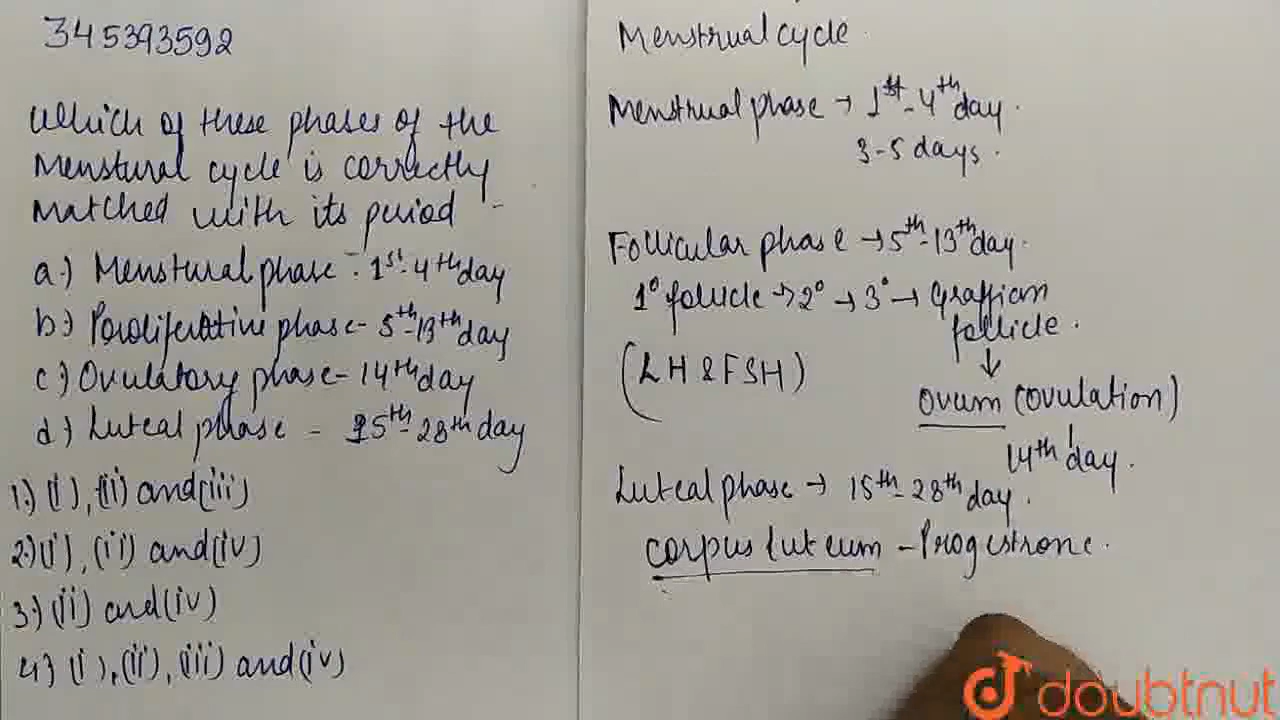 345393592
Which of these phases of the
Menstural cycle is correctly
matched with its period -
a.) Menstural phase - 1st-4th day
b.) Poroliferative phase - 5th-13th day
c.) Ovulatory phase - 14th day
d.) Luteal phase - 15th-28th day
1.) (i), (ii) and (iii)
2.) (i), (ii) and (iv)
3.) (ii) and (iv)
4.) (i), (ii), (iii) and (iv)
Menstrual cycle.
Menstrual phase → 1st-4th day.
3-5 days.
Follicular phase → 5th-13th day.
1° follicle → 2° → 3° → Graffian
follicle.
↓
(LH & FSH)
Ovum (ovulation)
14th day.
Luteal phase → 15th-28th day.
Corpus luteum - Progestrone.
doubtnut